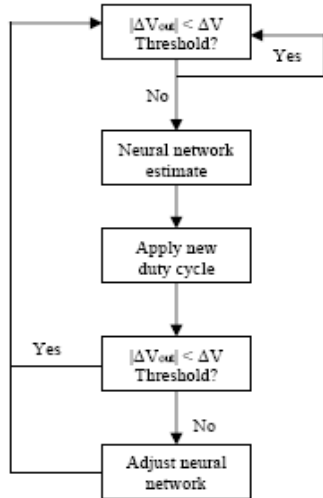 |ΔVout| < ΔV
Threshold?
Yes
No
Neural network
estimate
Apply new
duty cycle
Yes
|ΔVout| < ΔV
Threshold?
No
Adjust neural
network